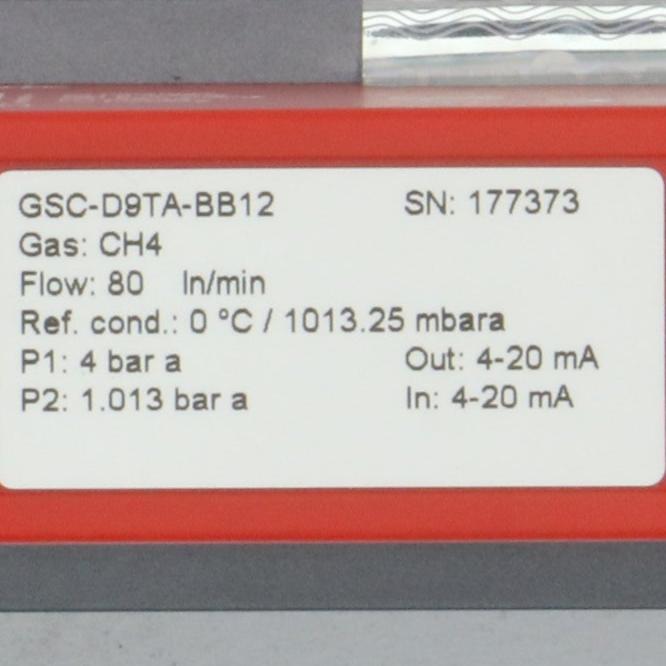 GSC-D9TA-BB12 SN: 177373
Gas: CH4
Flow: 80 ln/min
Ref. cond.: 0 °C / 1013.25 mbara
P1: 4 bar a Out: 4-20 mA
P2: 1.013 bar a In: 4-20 mA